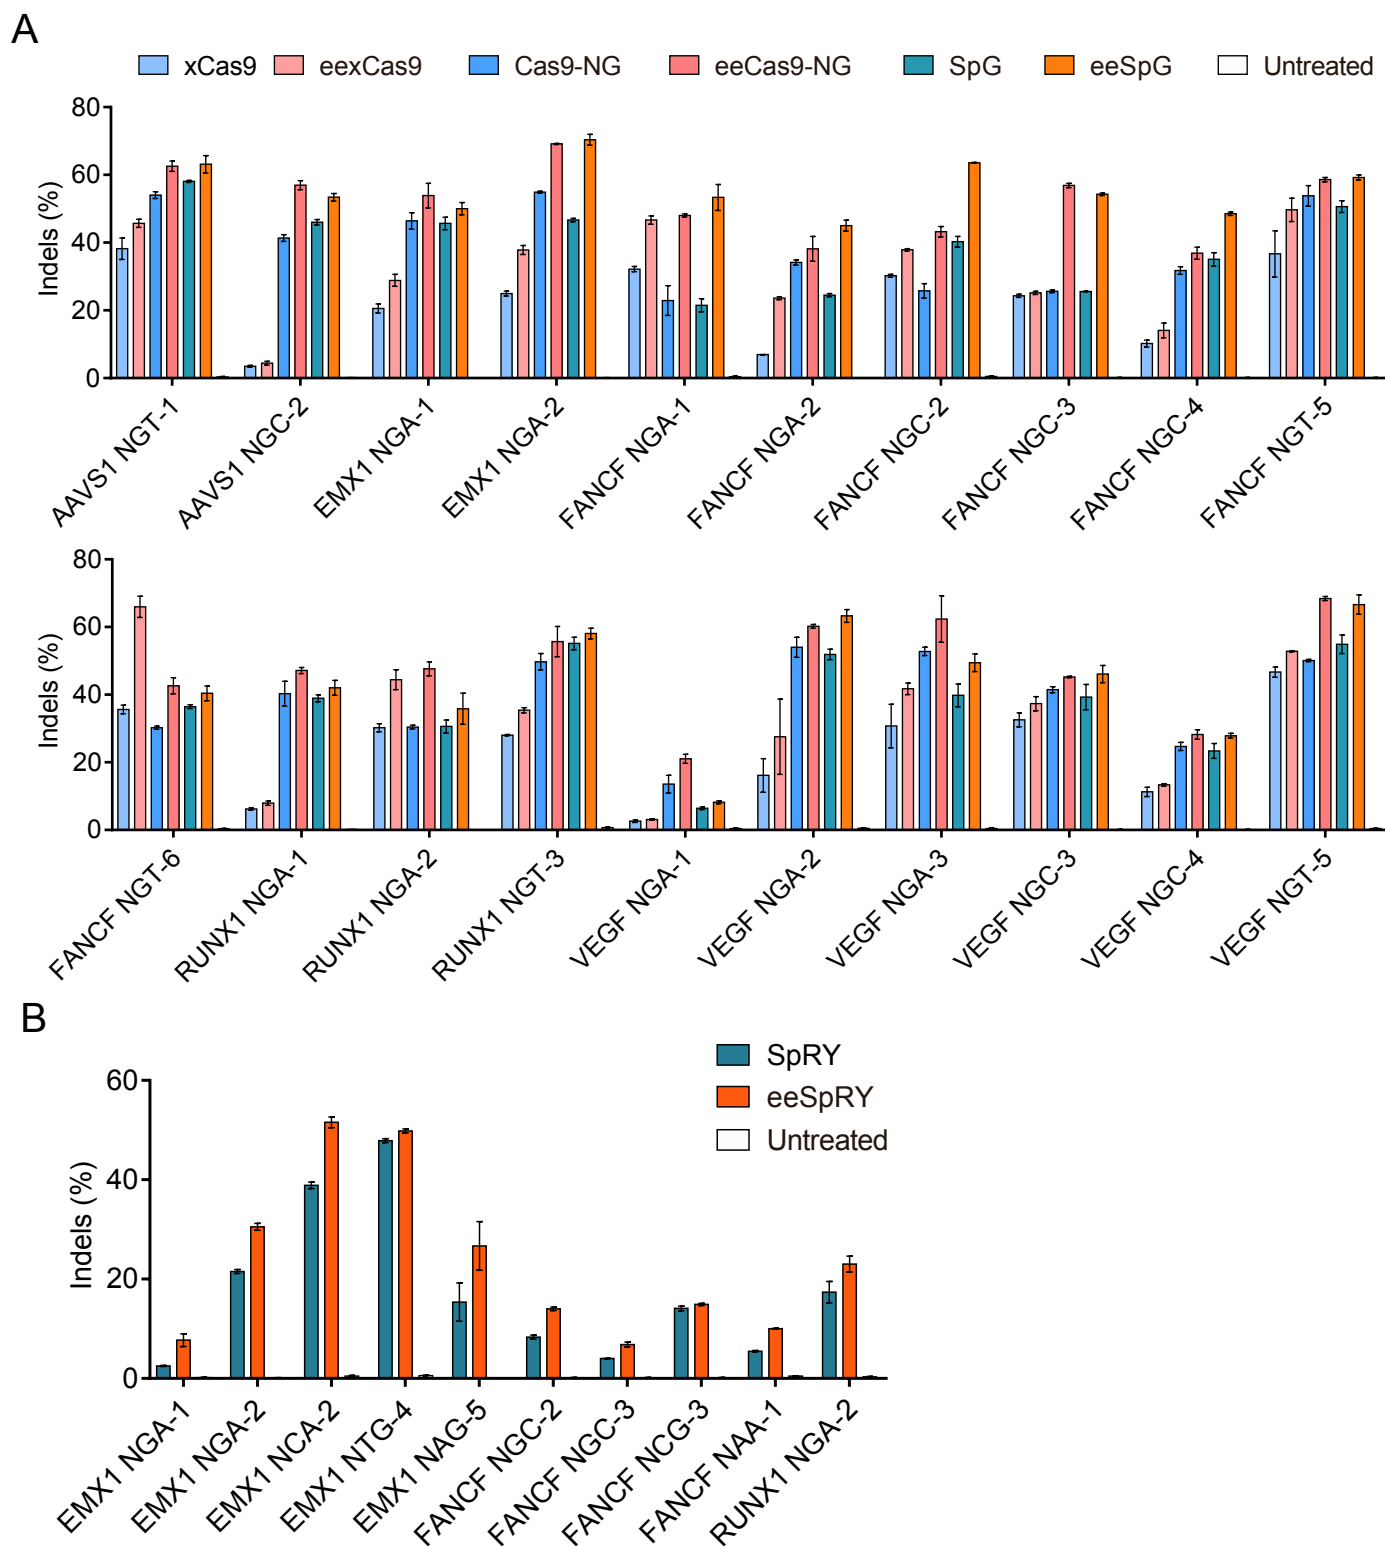 A
xCas9 eexCas9 Cas9-NG eeCas9-NG SpG eeSpG Untreated
80
60
40
20
0
Indels (%)
AAVS1 NGT-1 AAVS1 NGC-2 EMX1 NGA-1 EMX1 NGA-2 FANCF NGA-1 FANCF NGA-2 FANCF NGC-2 FANCF NGC-3 FANCF NGC-4 FANCF NGT-5
80
60
40
20
0
Indels (%)
FANCF NGT-6 RUNX1 NGA-1 RUNX1 NGA-2 RUNX1 NGT-3 VEGF NGA-1 VEGF NGA-2 VEGF NGA-3 VEGF NGC-3 VEGF NGC-4 VEGF NGT-5
B
SpRY
eeSpRY
Untreated
60
40
20
0
Indels (%)
EMX1 NGA-1 EMX1 NGA-2 EMX1 NCA-2 EMX1 NTG-4 EMX1 NAG-5 FANCF NGC-2 FANCF NGC-3 FANCF NCG-3 FANCF NAA-1 RUNX1 NGA-2